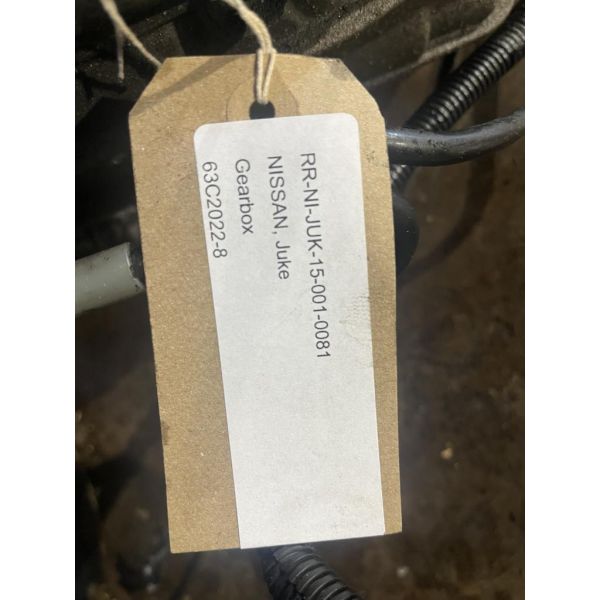 RR-NI-JUK-15-001-0081
NISSAN, Juke
Gearbox
63C2022-8